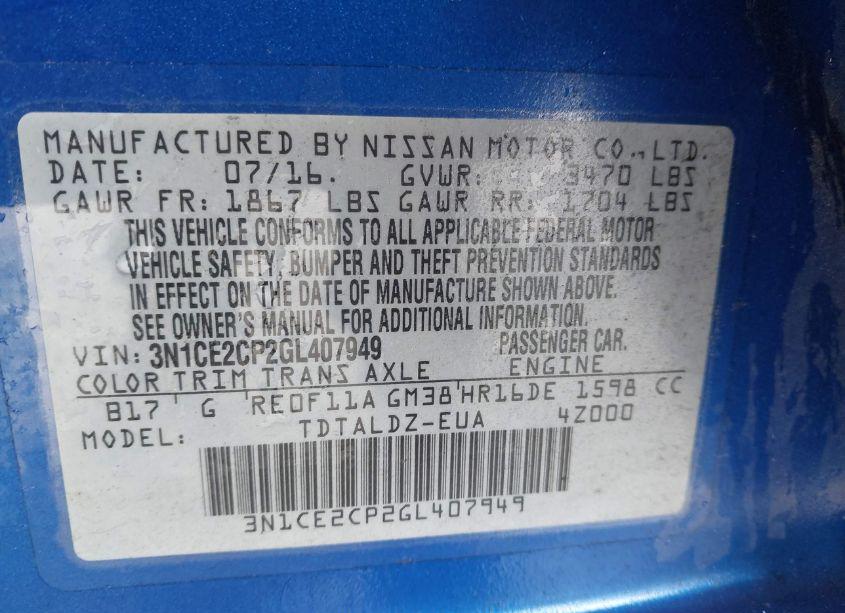 MANUFACTURED BY NISSAN MOTOR CO.,LTD.
DATE: 07/16. GVWR: 3470 LBS
GAWR FR: 1867 LBS GAWR RR: 1704 LBS
THIS VEHICLE CONFORMS TO ALL APPLICABLE FEDERAL MOTOR
VEHICLE SAFETY, BUMPER AND THEFT PREVENTION STANDARDS
IN EFFECT ON THE DATE OF MANUFACTURE SHOWN ABOVE.
SEE OWNER'S MANUAL FOR ADDITIONAL INFORMATION.
VIN: 3N1CE2CP2GL407949 PASSENGER CAR.
COLOR TRIM TRANS AXLE ENGINE
B17 G RE0F11A GM38 HR16DE 1598 CC
MODEL: TDTALDZ-EUA 4Z000
3N1CE2CP2GL407949